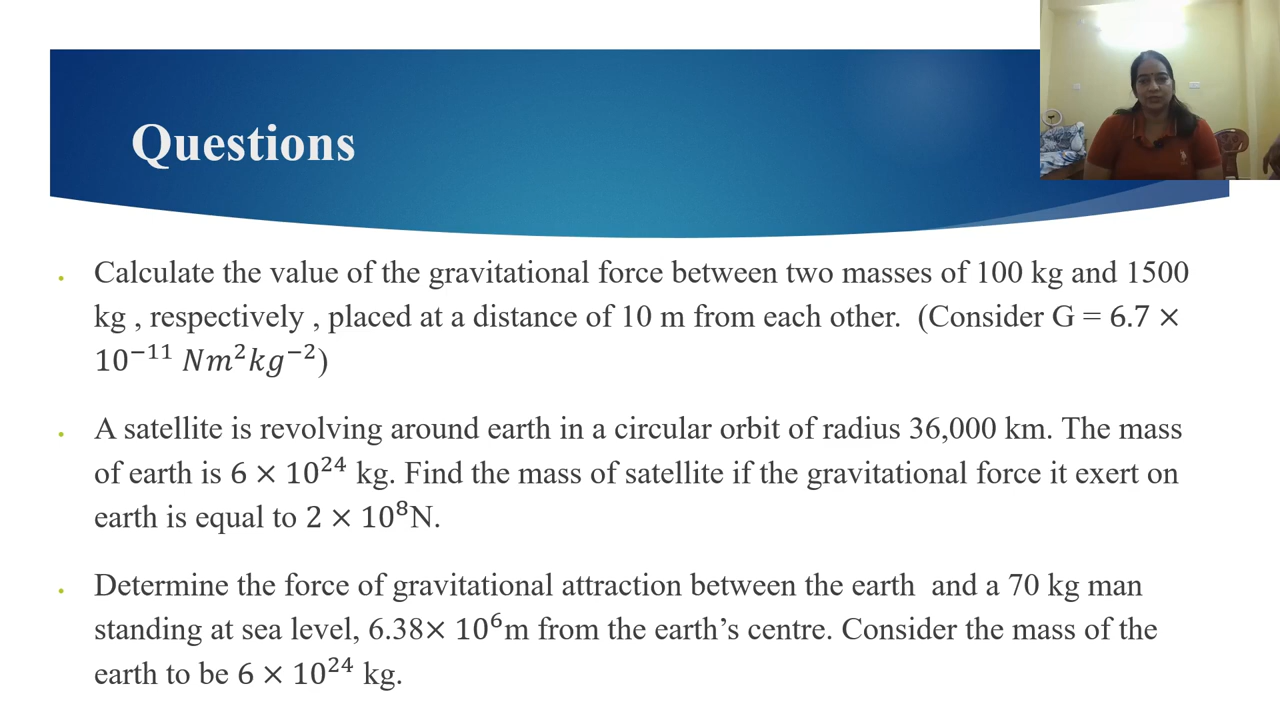 Questions
Calculate the value of the gravitational force between two masses of 100 kg and 1500
kg , respectively , placed at a distance of 10 m from each other.  (Consider G = 6.7 ×
10⁻¹¹ Nm²kg⁻²)
A satellite is revolving around earth in a circular orbit of radius 36,000 km. The mass
of earth is 6 × 10²⁴ kg. Find the mass of satellite if the gravitational force it exert on
earth is equal to 2 × 10⁸N.
Determine the force of gravitational attraction between the earth  and a 70 kg man
standing at sea level, 6.38× 10⁶m from the earth’s centre. Consider the mass of the
earth to be 6 × 10²⁴ kg.